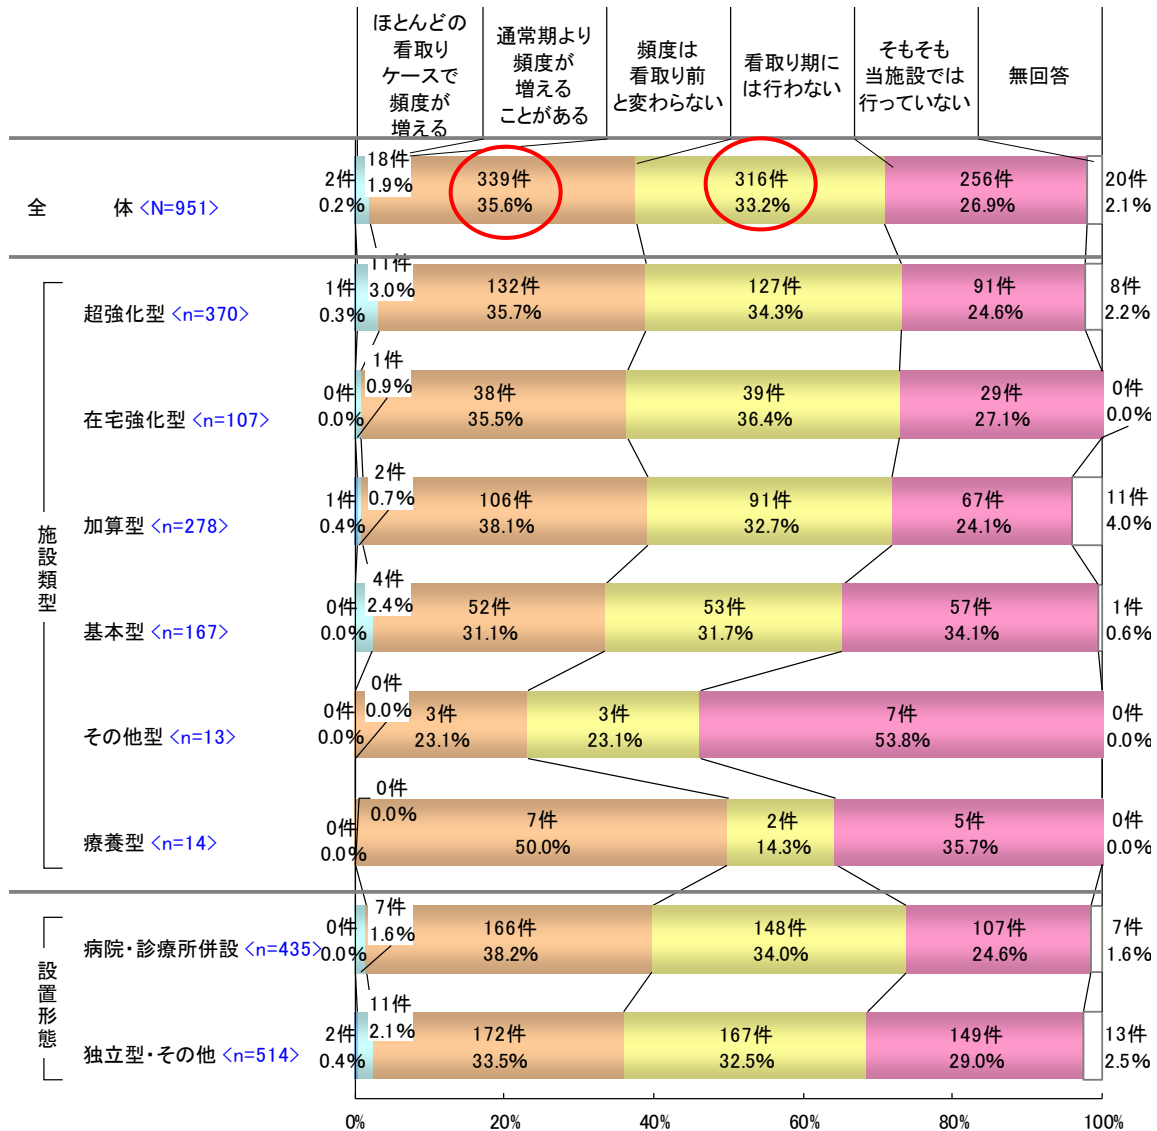 ほとんどの
看取り
ケースで
頻度が
増える
通常期より
頻度が
増える
ことがある
頻度は
看取り前
と変わらない
看取り期に
は行わない
そもそも
当施設では
行っていない
無回答
全 体 <N=951>
2件
0.2%
18件
1.9%
339件
35.6%
316件
33.2%
256件
26.9%
20件
2.1%
施設類型
超強化型 <n=370>
1件
0.3%
11件
3.0%
132件
35.7%
127件
34.3%
91件
24.6%
8件
2.2%
在宅強化型 <n=107>
0件
0.0%
1件
0.9%
38件
35.5%
39件
36.4%
29件
27.1%
0件
0.0%
加算型 <n=278>
1件
0.4%
2件
0.7%
106件
38.1%
91件
32.7%
67件
24.1%
11件
4.0%
基本型 <n=167>
0件
0.0%
4件
2.4%
52件
31.1%
53件
31.7%
57件
34.1%
1件
0.6%
その他型 <n=13>
0件
0.0%
0件
0.0%
3件
23.1%
3件
23.1%
7件
53.8%
0件
0.0%
療養型 <n=14>
0件
0.0%
0件
0.0%
7件
50.0%
2件
14.3%
5件
35.7%
0件
0.0%
設置形態
病院・診療所併設 <n=435>
0件
0.0%
7件
1.6%
166件
38.2%
148件
34.0%
107件
24.6%
7件
1.6%
独立型・その他 <n=514>
2件
0.4%
11件
2.1%
172件
33.5%
167件
32.5%
149件
29.0%
13件
2.5%
0% 20% 40% 60% 80% 100%